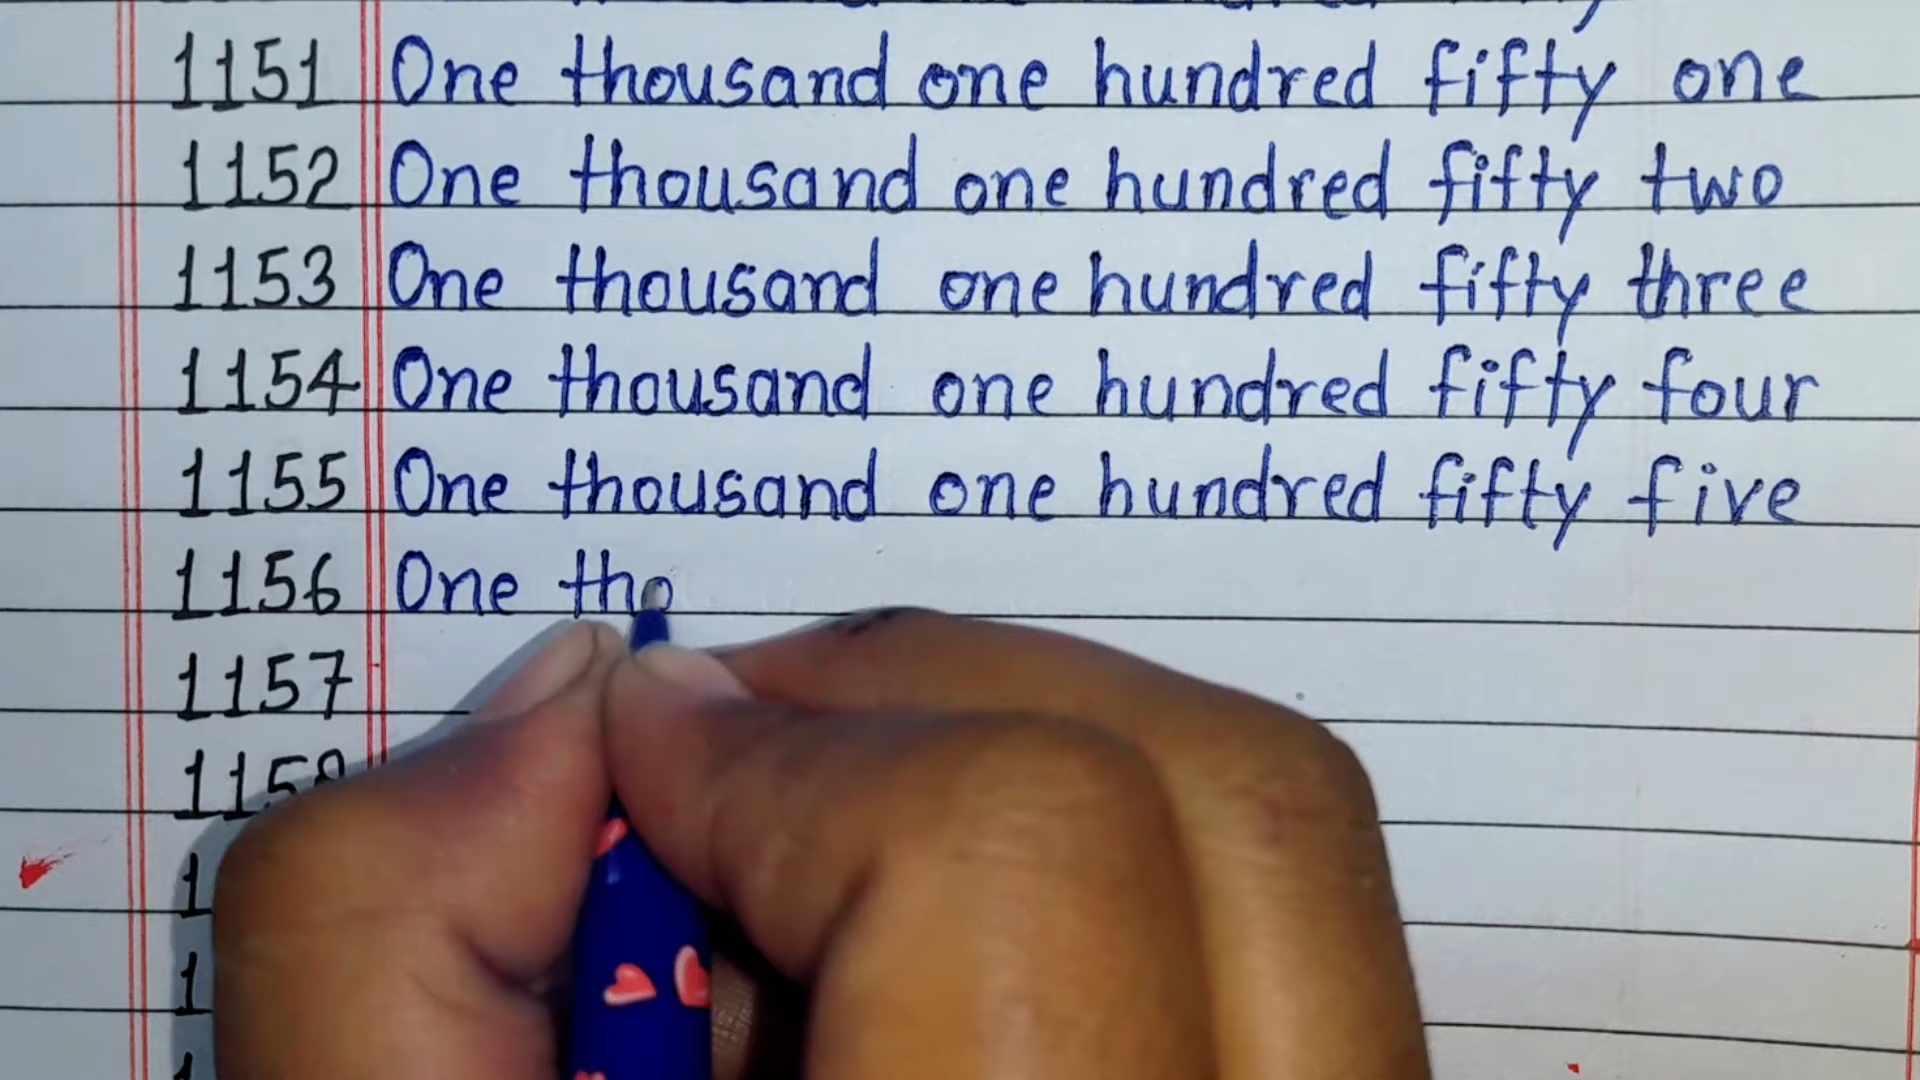 1151 One thousand one hundred fifty one
1152 One thousand one hundred fifty two
1153 One thousand one hundred fifty three
1154 One thousand one hundred fifty four
1155 One thousand one hundred fifty five
1156 One tho
1157